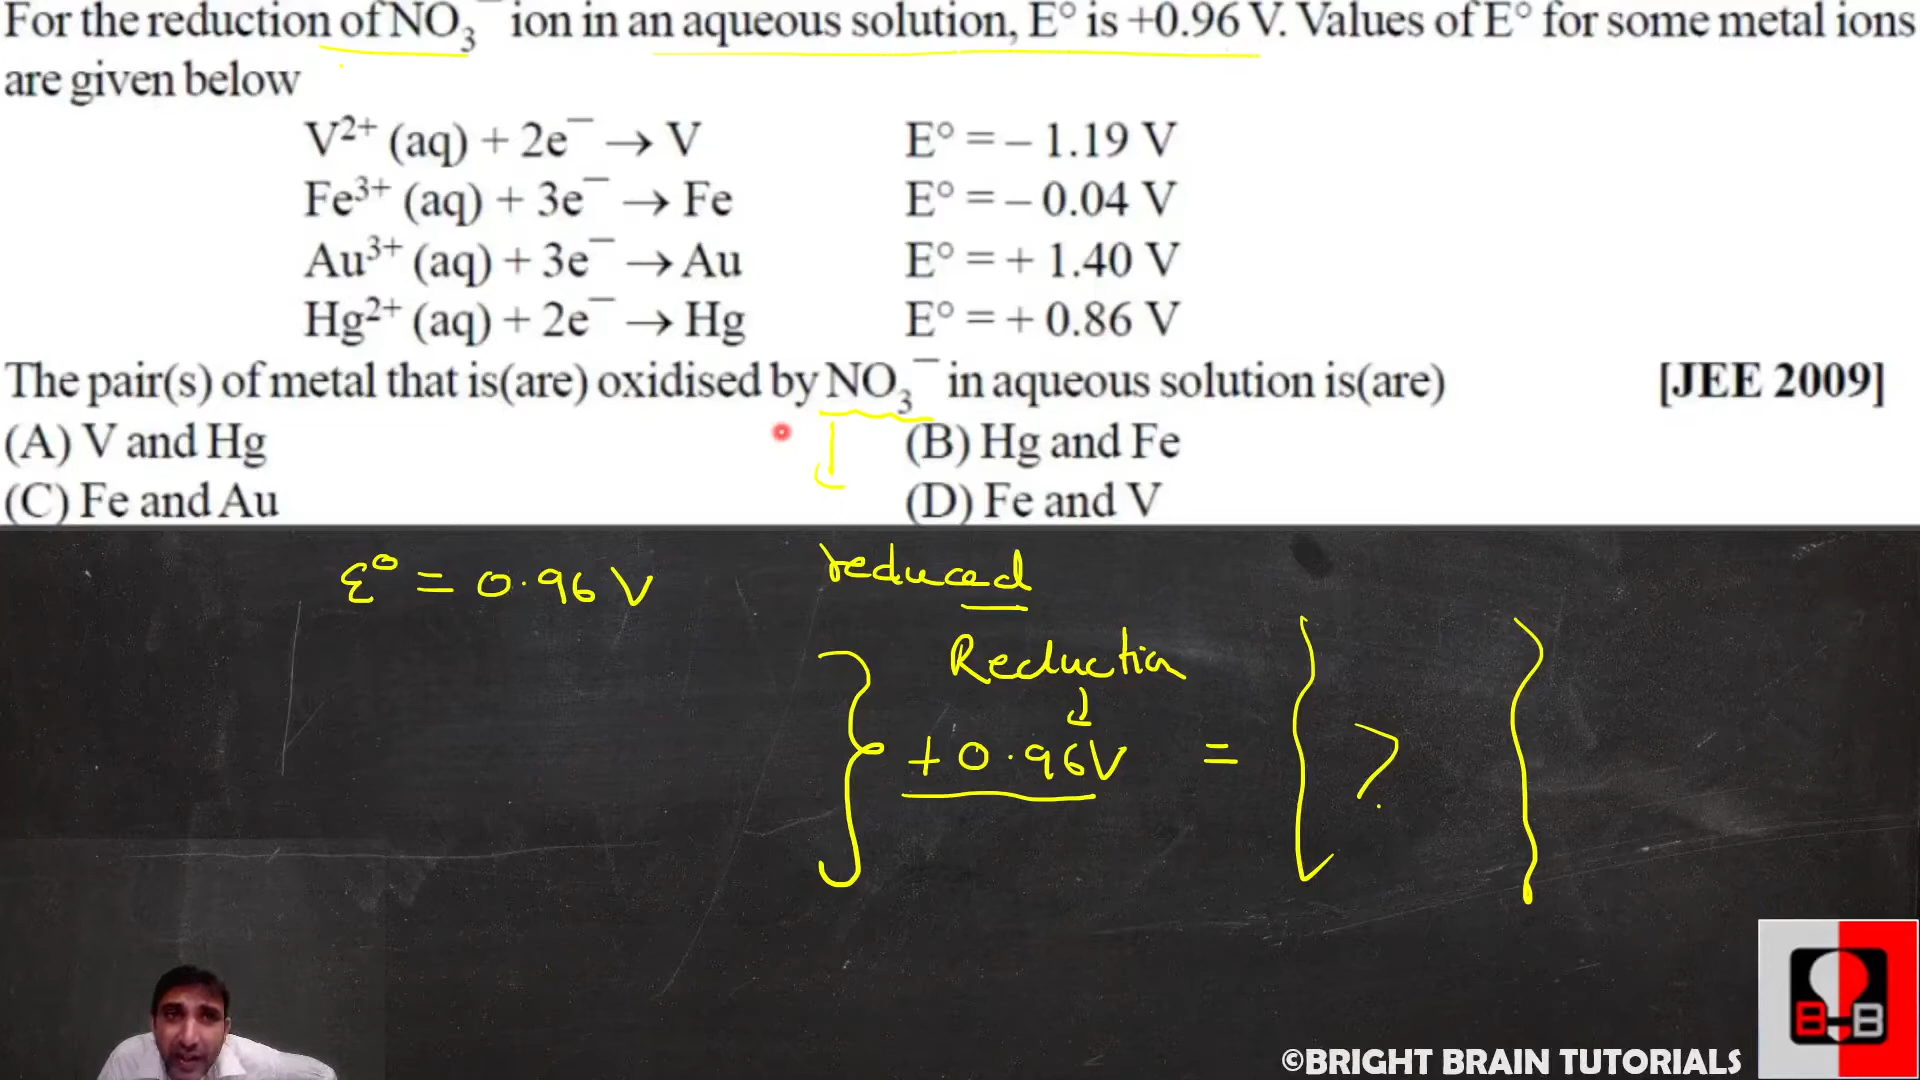 For the reduction of NO₃⁻ ion in an aqueous solution, E° is +0.96 V. Values of E° for some metal ions
are given below
V²⁺ (aq) + 2e⁻ → V E° = – 1.19 V
Fe³⁺ (aq) + 3e⁻ → Fe E° = – 0.04 V
Au³⁺ (aq) + 3e⁻ → Au E° = + 1.40 V
Hg²⁺ (aq) + 2e⁻ → Hg E° = + 0.86 V
The pair(s) of metal that is(are) oxidised by NO₃⁻ in aqueous solution is(are) [JEE 2009]
(A) V and Hg (B) Hg and Fe
(C) Fe and Au (D) Fe and V
ε° = 0.96 V reduced
Reduction
+0.96V = { ? }
B B
©BRIGHT BRAIN TUTORIALS